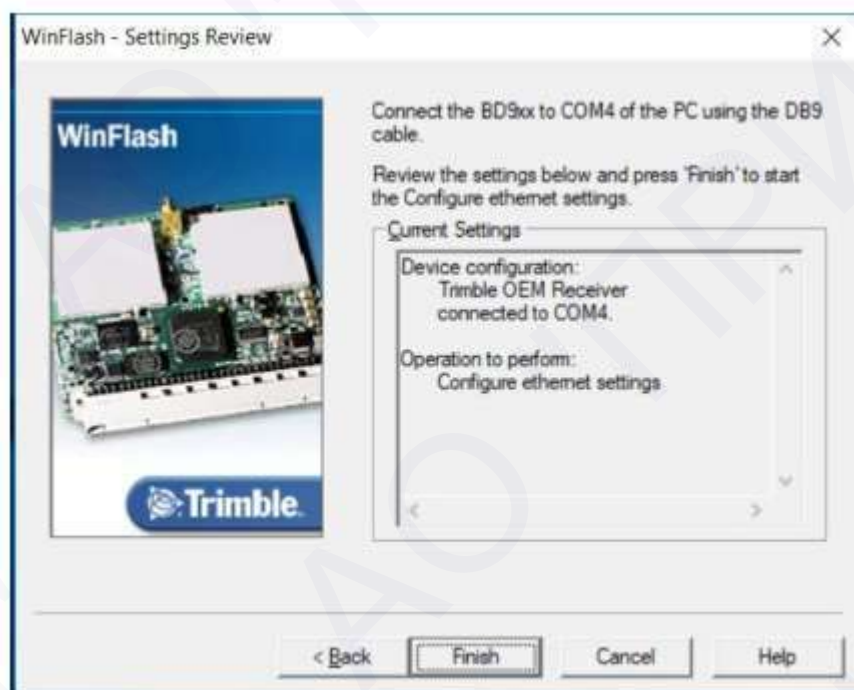 WinFlash - Settings Review
WinFlash
Trimble
Connect the BD9xx to COM4 of the PC using the DB9
cable.
Review the settings below and press 'Finish' to start
the Configure ethernet settings.
Current Settings
Device configuration:
Trimble OEM Receiver
connected to COM4.
Operation to perform:
Configure ethernet settings
< Back
Finish
Cancel
Help